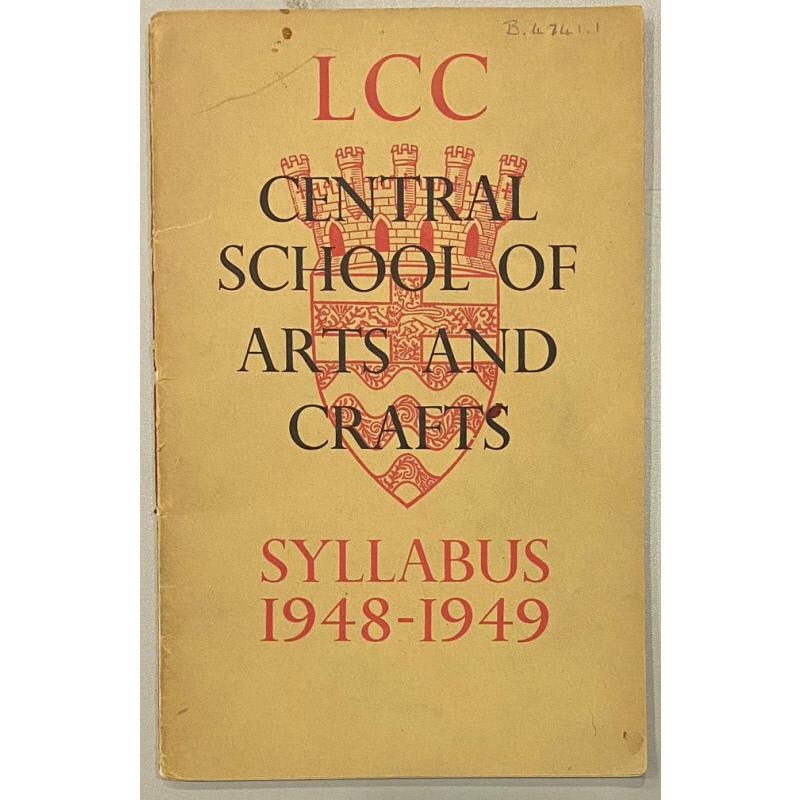 B.4741.1
LCC
CENTRAL
SCHOOL OF
ARTS AND
CRAFTS
SYLLABUS
1948-1949